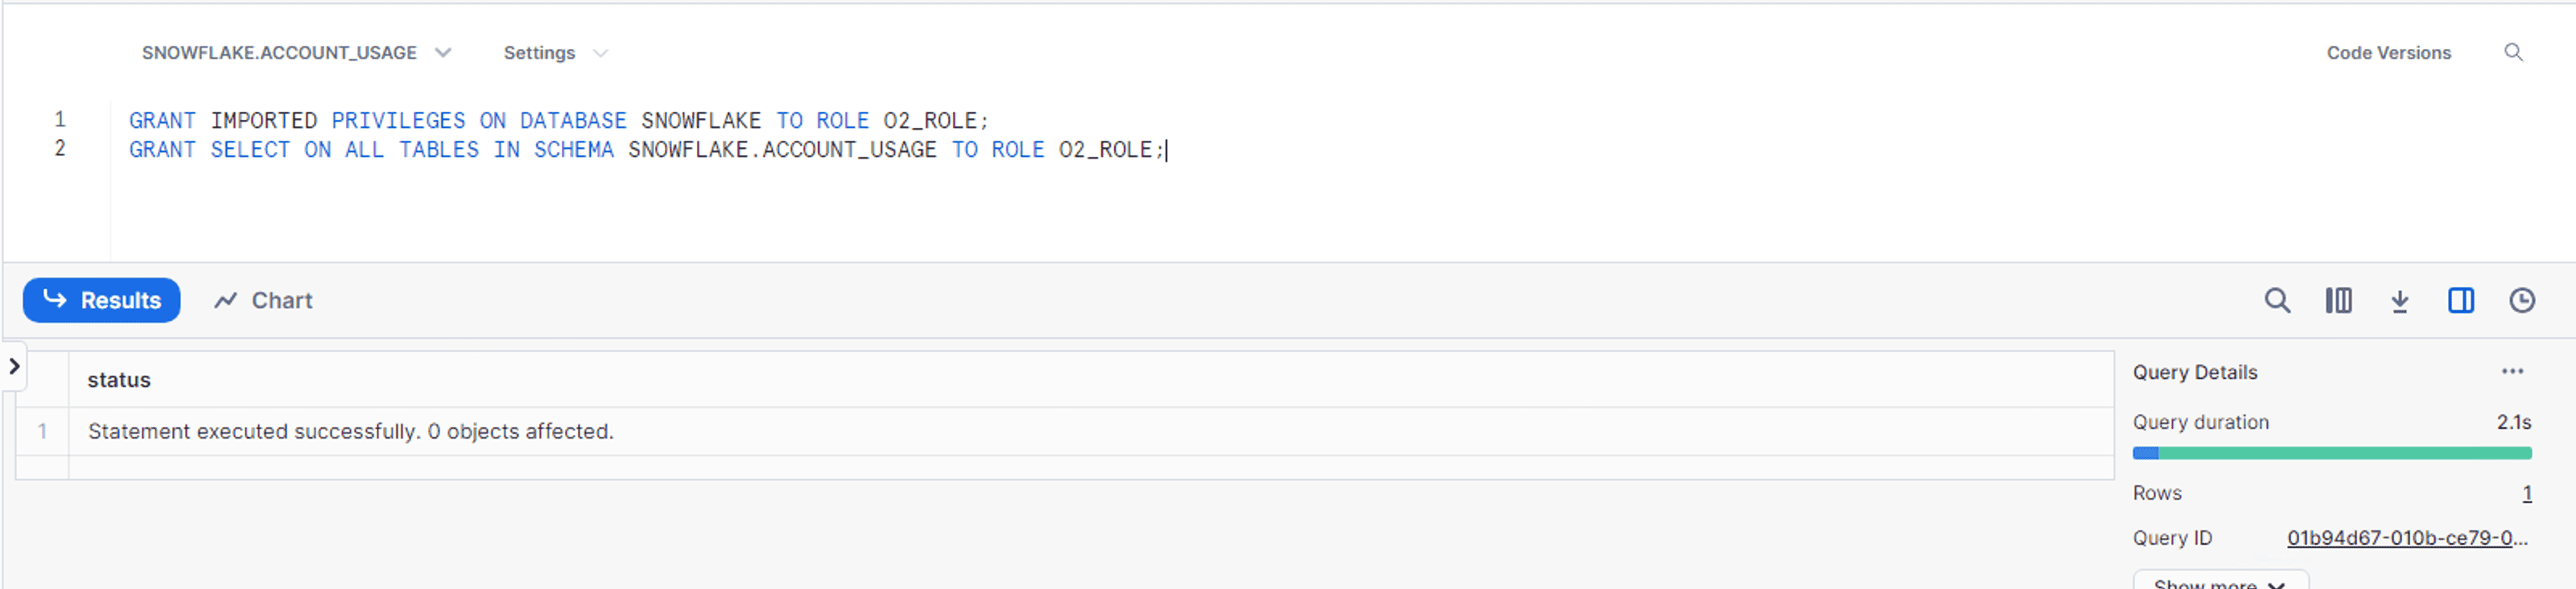 SNOWFLAKE.ACCOUNT_USAGE Settings Code Versions
1 GRANT IMPORTED PRIVILEGES ON DATABASE SNOWFLAKE TO ROLE O2_ROLE;
2 GRANT SELECT ON ALL TABLES IN SCHEMA SNOWFLAKE.ACCOUNT_USAGE TO ROLE O2_ROLE;
Results Chart
status
1 Statement executed successfully. 0 objects affected.
Query Details
Query duration 2.1s
Rows 1
Query ID 01b94d67-010b-ce79-0...
Show more